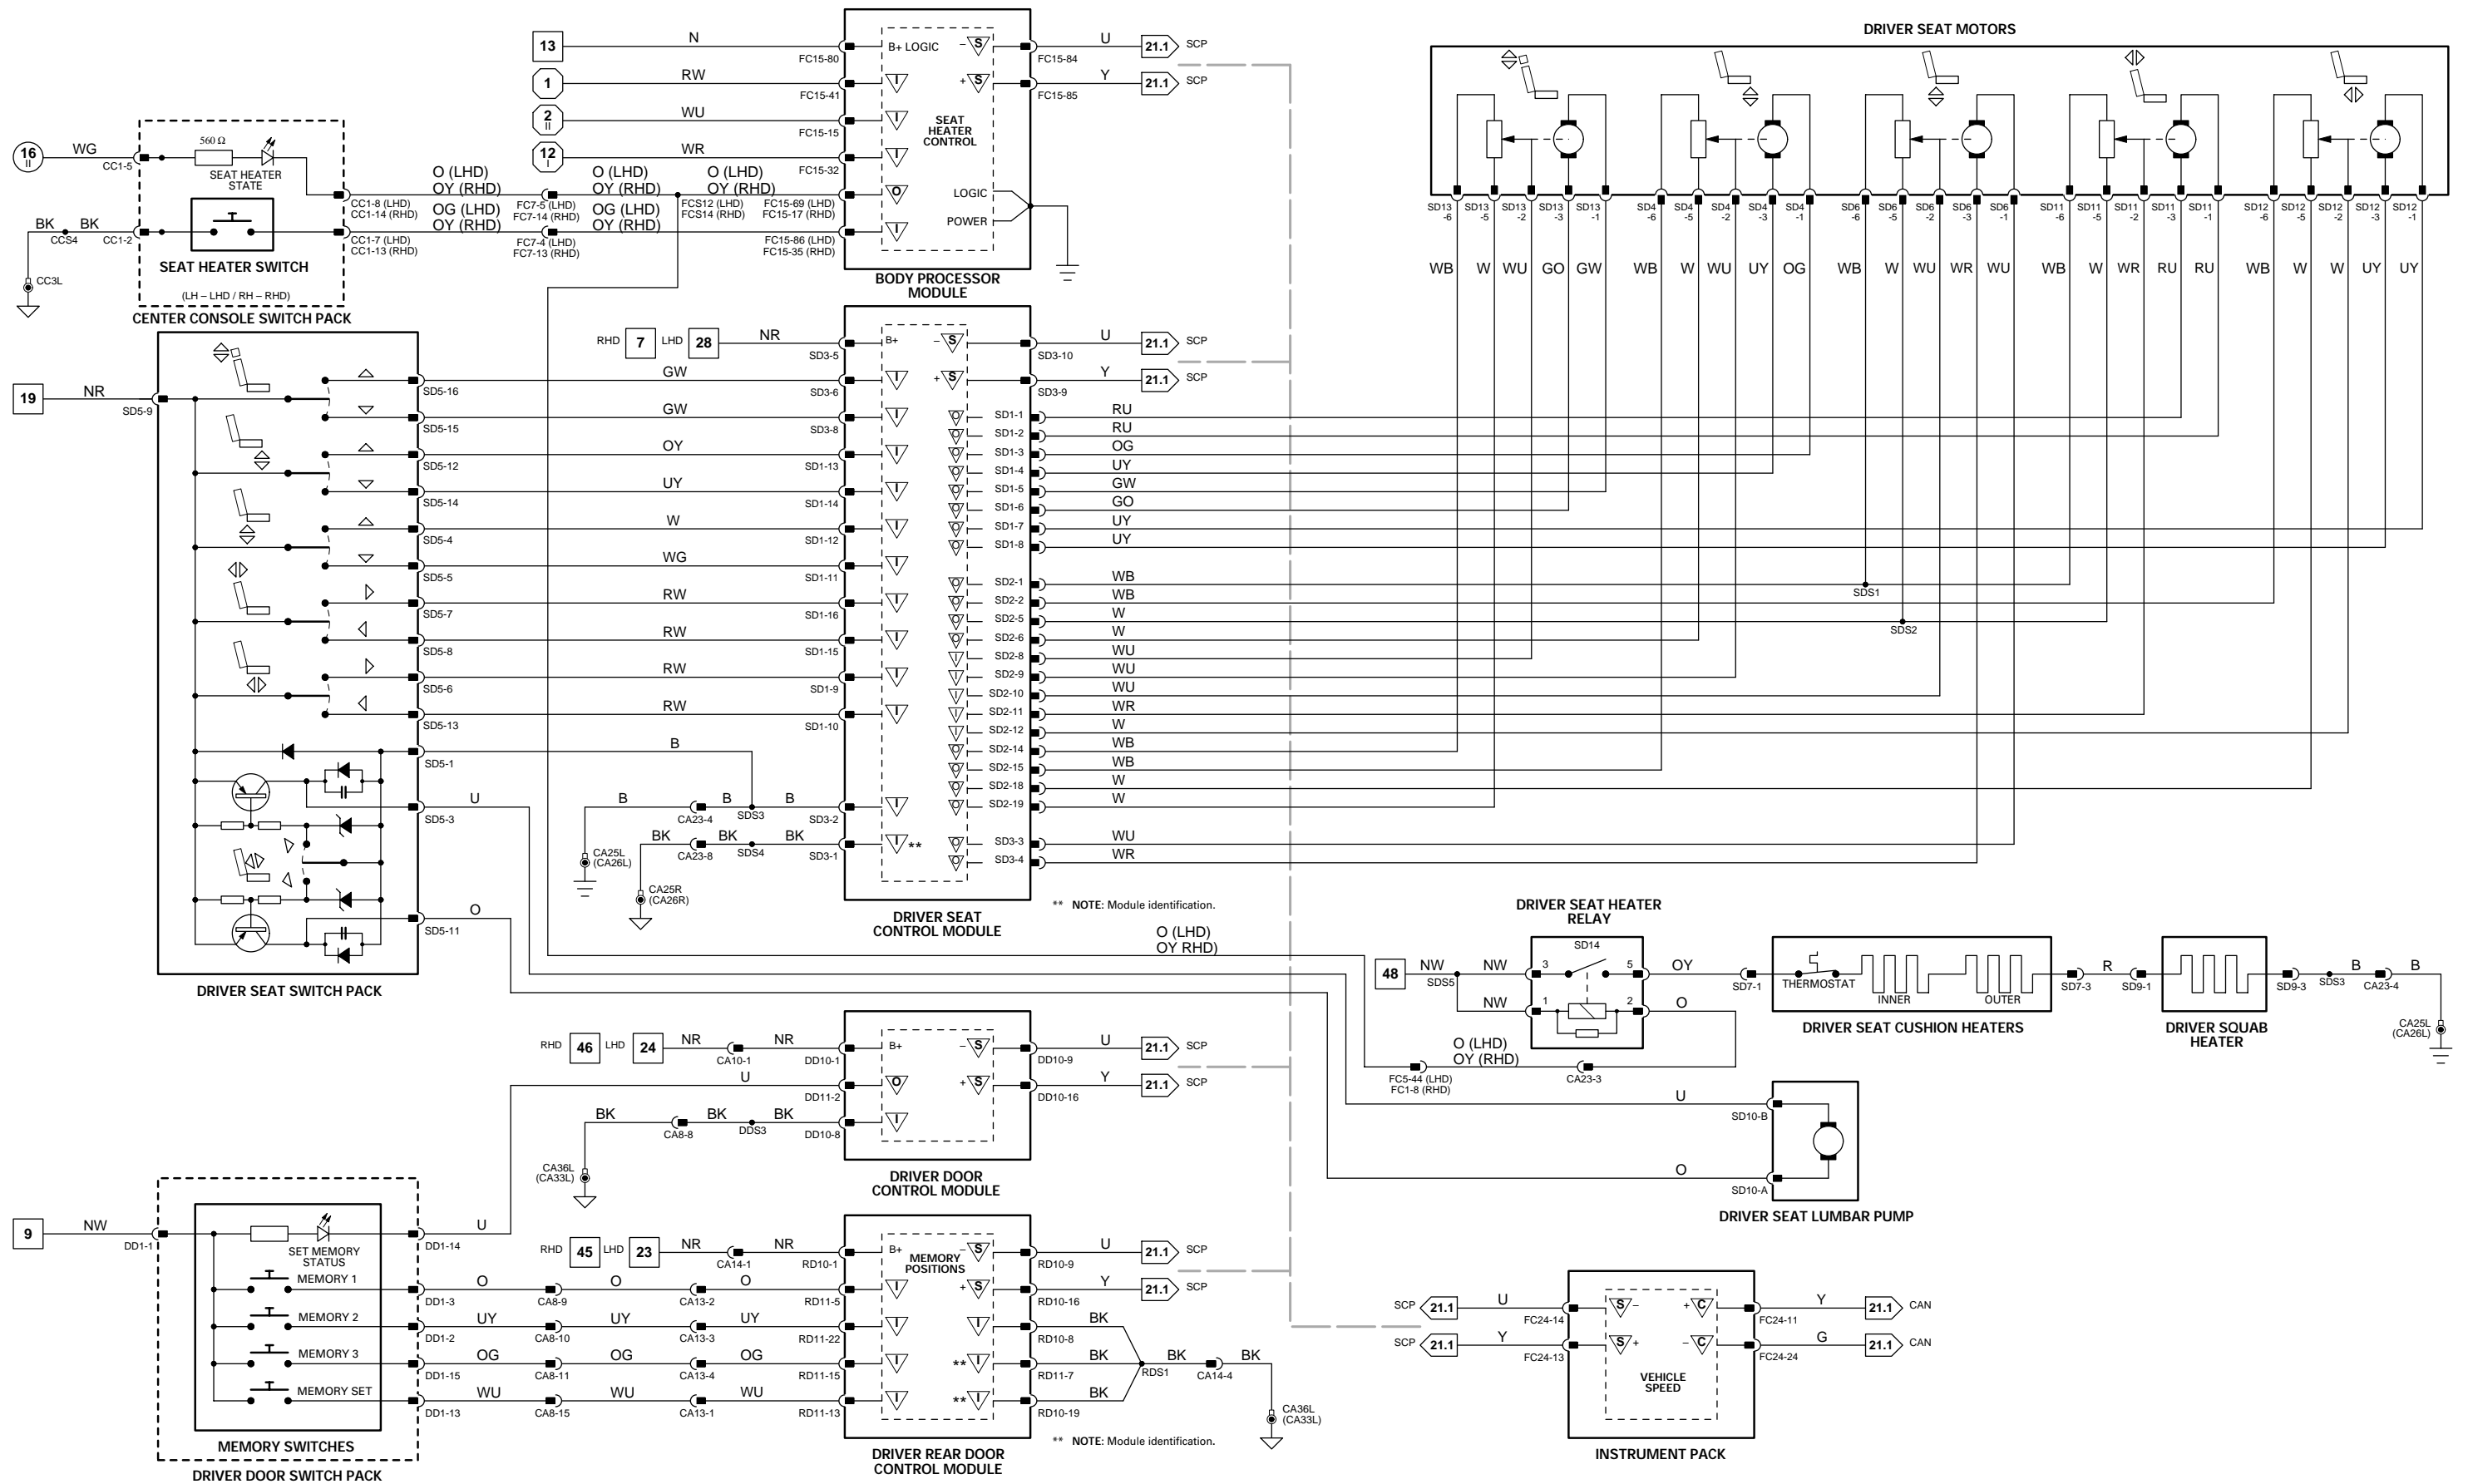 13
N
FC15-80
B+ LOGIC
– S
U
FC15-84
21.1
SCP
1
RW
FC15-41
I
+ S
Y
FC15-85
21.1
SCP
2
II
WU
FC15-15
I
12
I
WR
FC15-32
I
SEAT
HEATER
CONTROL
O
I
LOGIC
POWER
BODY PROCESSOR
MODULE
16
II
WG
CC1-5
560 Ω
SEAT HEATER
STATE
BK
CCS4
BK
CC1-2
CC3L
SEAT HEATER SWITCH
(LH – LHD / RH – RHD)
CENTER CONSOLE SWITCH PACK
CC1-8 (LHD)
CC1-14 (RHD)
O (LHD)
OY (RHD)
FC7-5 (LHD)
FC7-14 (RHD)
O (LHD)
OY (RHD)
FCS12 (LHD)
FCS14 (RHD)
O (LHD)
OY (RHD)
FC15-69 (LHD)
FC15-17 (RHD)
CC1-7 (LHD)
CC1-13 (RHD)
OG (LHD)
OY (RHD)
FC7-4 (LHD)
FC7-13 (RHD)
OG (LHD)
OY (RHD)
FC15-86 (LHD)
FC15-35 (RHD)
DRIVER SEAT MOTORS
SD13 -6
SD13 -5
SD13 -2
SD13 -3
SD13 -1
SD4 -6
SD4 -5
SD4 -2
SD4 -3
SD4 -1
SD6 -6
SD6 -5
SD6 -2
SD6 -3
SD6 -1
SD11 -6
SD11 -5
SD11 -2
SD11 -3
SD11 -1
SD12 -6
SD12 -5
SD12 -2
SD12 -3
SD12 -1
WB W WU GO GW WB W WU UY OG WB W WU WR WU WB W WR RU RU WB W W UY UY
19
NR
SD5-9
SD5-16
GW
SD3-6
SD5-15
GW
SD3-8
SD5-12
OY
SD1-13
SD5-14
UY
SD1-14
SD5-4
W
SD1-12
SD5-5
WG
SD1-11
SD5-7
RW
SD1-16
SD5-8
RW
SD1-15
SD5-6
RW
SD1-9
SD5-13
RW
SD1-10
SD5-1
B
SD5-3
U
SD5-11
O
DRIVER SEAT SWITCH PACK
RHD
7
LHD
28
NR
SD3-5
B+
– S
U
SD3-10
21.1
SCP
+ S
Y
SD3-9
21.1
SCP
I
I
I
I
I
I
I
I
I
I
B
CA23-4
B
SDS3
B
SD3-2
I
BK
CA23-8
BK
SDS4
BK
SD3-1
I **
CA25L
(CA26L)
CA25R
(CA26R)
O SD1-1 RU
O SD1-2 RU
O SD1-3 OG
O SD1-4 UY
O SD1-5 GW
O SD1-6 GO
O SD1-7 UY
O SD1-8 UY
O SD2-1 WB
SDS1
O SD2-2 WB
O SD2-5 W
SDS2
O SD2-6 W
I SD2-8 WU
I SD2-9 WU
I SD2-10 WU
I SD2-11 WR
I SD2-12 W
O SD2-14 WB
O SD2-15 WB
O SD2-18 W
O SD2-19 W
O SD3-3 WU
O SD3-4 WR
** NOTE: Module identification.
DRIVER SEAT
CONTROL MODULE
O (LHD)
OY RHD)
DRIVER SEAT HEATER
RELAY
SD14
48
NW
SDS5
NW
3
5
OY
NW
1
2
O
SD7-1
THERMOSTAT
INNER
OUTER
SD7-3
R
SD9-1
SD9-3
SDS3
B
CA23-4
B
CA25L
(CA26L)
DRIVER SEAT CUSHION HEATERS
DRIVER SQUAB
HEATER
FC5-44 (LHD)
FC1-8 (RHD)
O (LHD)
OY (RHD)
CA23-3
U
SD10-B
O
SD10-A
DRIVER SEAT LUMBAR PUMP
RHD
46
LHD
24
NR
CA10-1
NR
DD10-1
B+
– S
U
DD10-9
21.1
SCP
U
DD11-2
O
+ S
Y
DD10-16
21.1
SCP
BK
CA8-8
BK
DDS3
BK
DD10-8
I
CA36L
(CA33L)
DRIVER DOOR
CONTROL MODULE
9
NW
DD1-1
SET MEMORY
STATUS
DD1-14
U
MEMORY 1
DD1-3
O
CA8-9
O
CA13-2
O
RD11-5
MEMORY 2
DD1-2
UY
CA8-10
UY
CA13-3
UY
RD11-22
MEMORY 3
DD1-15
OG
CA8-11
OG
CA13-4
OG
RD11-15
MEMORY SET
DD1-13
WU
CA8-15
WU
CA13-1
WU
RD11-13
MEMORY SWITCHES
DRIVER DOOR SWITCH PACK
RHD
45
LHD
23
NR
CA14-1
NR
RD10-1
B+
MEMORY
POSITIONS
– S
U
RD10-9
21.1
SCP
I
+ S
Y
RD10-16
21.1
SCP
I
I
BK
RD10-8
I
** I
BK
RD11-7
RDS1
BK
CA14-4
BK
I
** I
BK
RD10-19
CA36L
(CA33L)
** NOTE: Module identification.
DRIVER REAR DOOR
CONTROL MODULE
SCP
21.1
U
FC24-14
S –
+ C
Y
FC24-11
21.1
CAN
SCP
21.1
Y
FC24-13
S +
– C
G
FC24-24
21.1
CAN
VEHICLE
SPEED
INSTRUMENT PACK